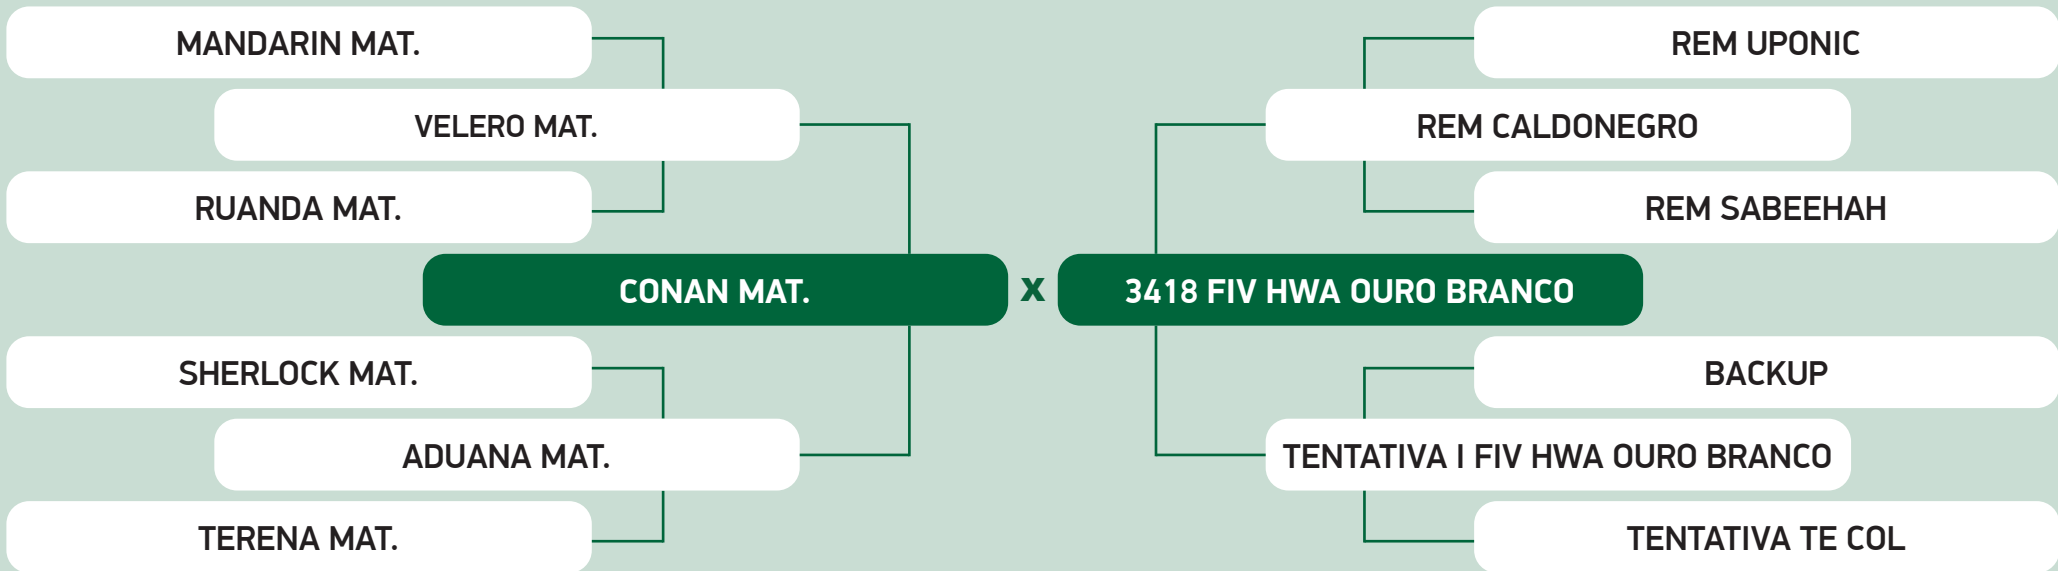 MANDARIN MAT.
REM UPONIC
VELERO MAT.
REM CALDONEGRO
RUANDA MAT.
REM SABEEHAH
CONAN MAT.
x
3418 FIV HWA OURO BRANCO
SHERLOCK MAT.
BACKUP
ADUANA MAT.
TENTATIVA I FIV HWA OURO BRANCO
TERENA MAT.
TENTATIVA TE COL